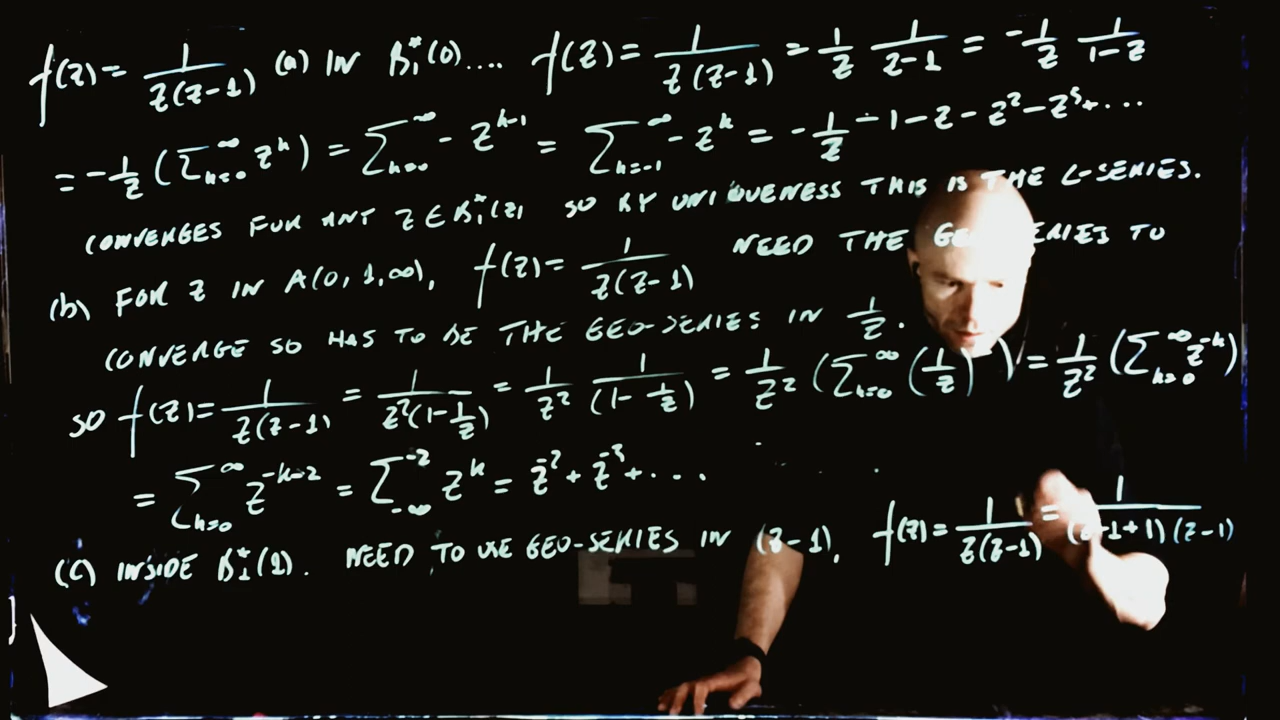 f(z) = 1/(z(z-1)) (a) IN B₁*(0).... f(z) = 1/(z(z-1)) = 1/z 1/(z-1) = -1/z 1/(1-z)
= -1/z (∑_{k=0}^∞ z^k) = ∑_{k=0}^∞ - z^{k-1} = ∑_{k=-1}^∞ - z^k = -1/z - 1 - z - z² - z³ + ...
CONVERGES FOR ANY z ∈ B₁*(z) SO BY UNIQUENESS THIS IS THE L-SERIES.
(b) FOR z IN A(0,1,∞), f(z) = 1/(z(z-1)) NEED THE SERIES TO
CONVERGE SO HAS TO BE THE GEO-SERIES IN 1/z.
SO f(z) = 1/(z(z-1)) = 1/(z²(1-1/z)) = 1/z² 1/(1-1/z) = 1/z² (∑_{k=0}^∞ (1/z) ) = 1/z² (∑_{k=0}^∞ z^{-k})
= ∑_{k=0}^∞ z^{-k-2} = ∑_{-∞}^{-2} z^k = z^{-2} + z^{-3} + ...
(c) INSIDE B₁*(1). NEED TO USE GEO-SERIES IN (z-1). f(z) = 1/(z(z-1)) = 1/((z-1+1)(z-1))